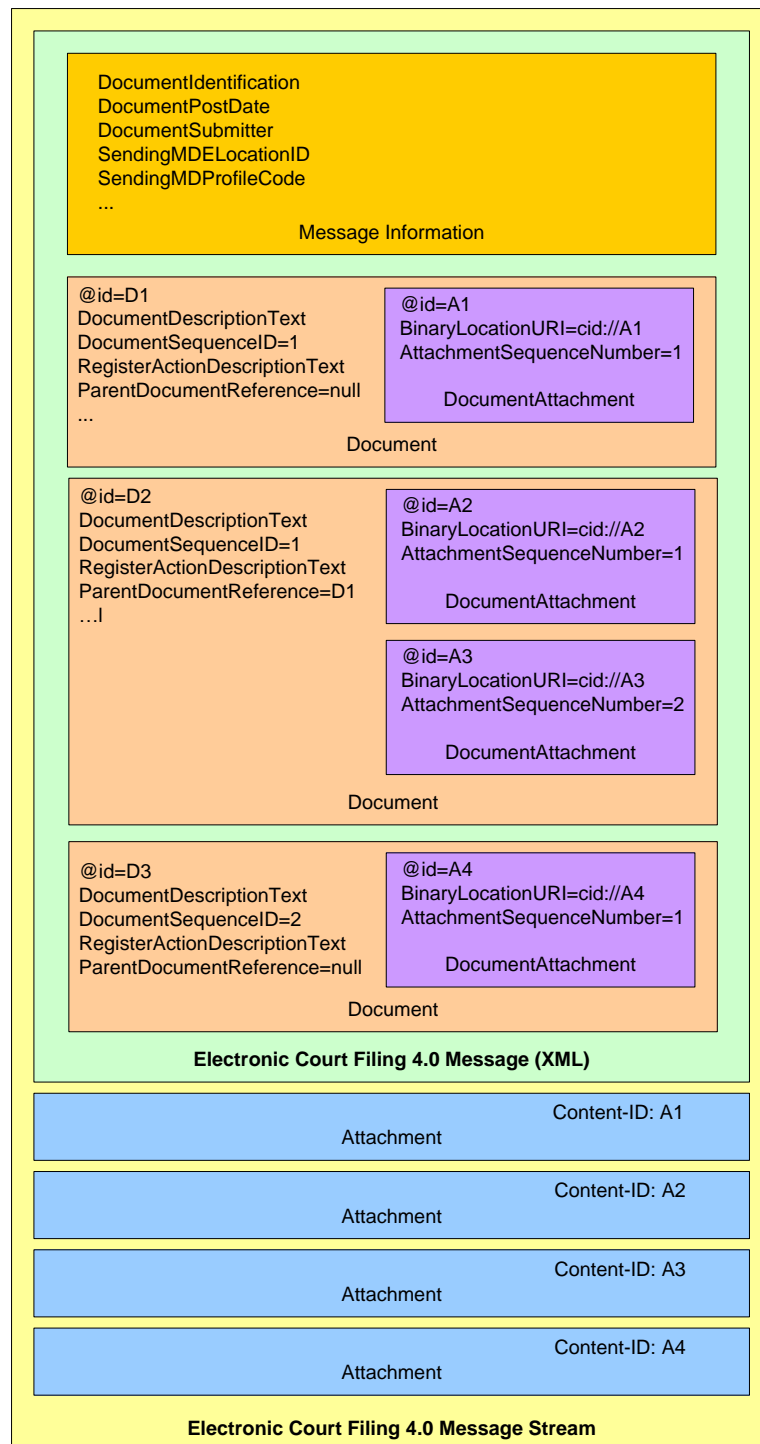 DocumentIdentification
DocumentPostDate
DocumentSubmitter
SendingMDELocationID
SendingMDProfileCode
...
Message Information
@id=D1
DocumentDescriptionText
DocumentSequenceID=1
RegisterActionDescriptionText
ParentDocumentReference=null
...
@id=A1
BinaryLocationURI=cid://A1
AttachmentSequenceNumber=1
DocumentAttachment
Document
@id=D2
DocumentDescriptionText
DocumentSequenceID=1
RegisterActionDescriptionText
ParentDocumentReference=D1
…l
@id=A2
BinaryLocationURI=cid://A2
AttachmentSequenceNumber=1
DocumentAttachment
@id=A3
BinaryLocationURI=cid://A3
AttachmentSequenceNumber=2
DocumentAttachment
Document
@id=D3
DocumentDescriptionText
DocumentSequenceID=2
RegisterActionDescriptionText
ParentDocumentReference=null
@id=A4
BinaryLocationURI=cid://A4
AttachmentSequenceNumber=1
DocumentAttachment
Document
Electronic Court Filing 4.0 Message (XML)
Content-ID: A1
Attachment
Content-ID: A2
Attachment
Content-ID: A3
Attachment
Content-ID: A4
Attachment
Electronic Court Filing 4.0 Message Stream